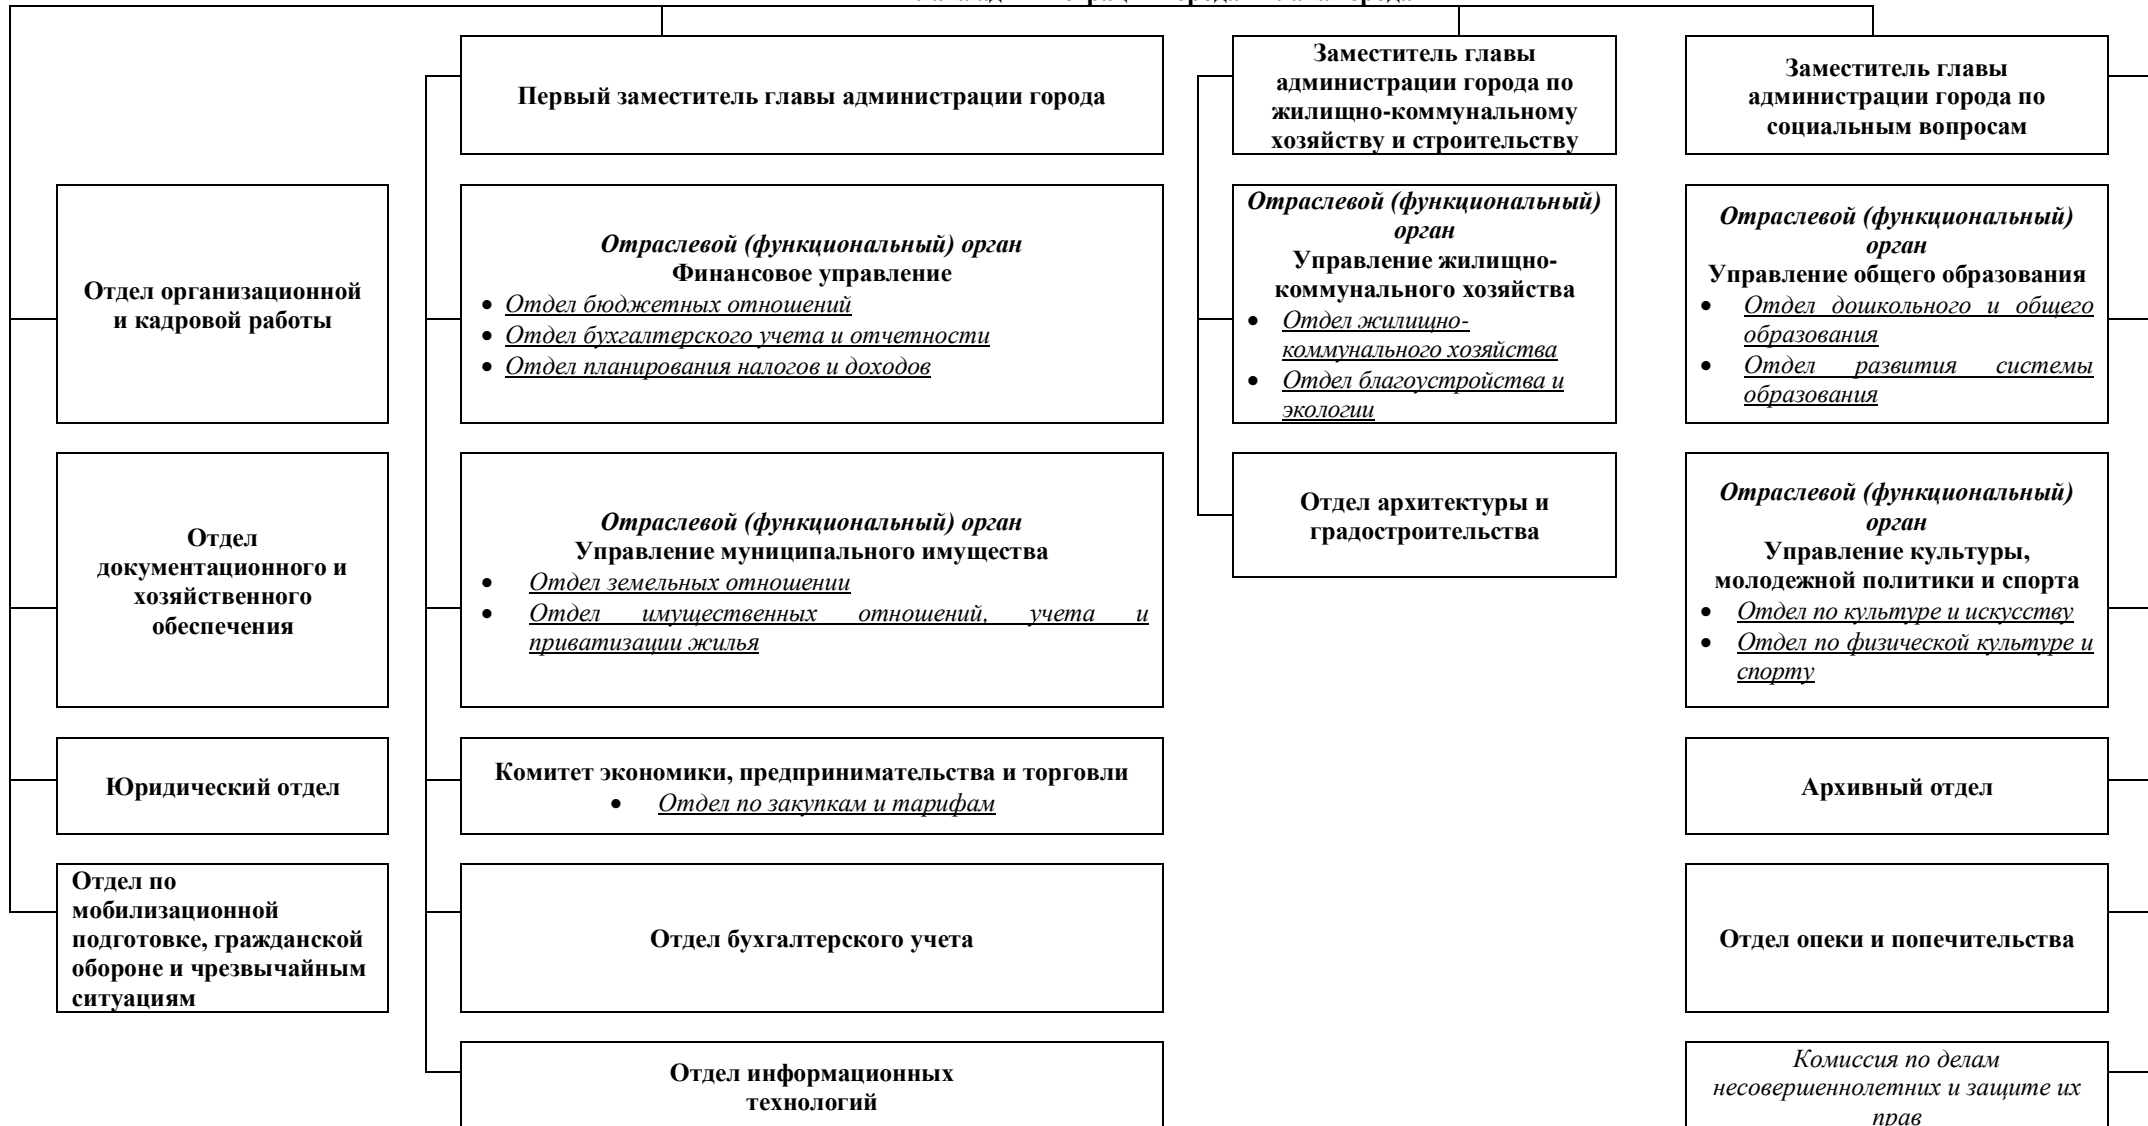 Первый заместитель главы администрации города
Заместитель главы
администрации города по
жилищно-коммунальному
хозяйству и строительству
Заместитель главы
администрации города по
социальным вопросам
Отдел организационной
и кадровой работы
Отраслевой (функциональный) орган
Финансовое управление
• Отдел бюджетных отношений
• Отдел бухгалтерского учета и отчетности
• Отдел планирования налогов и доходов
Отраслевой (функциональный)
орган
Управление жилищно-
коммунального хозяйства
• Отдел жилищно-
коммунального хозяйства
• Отдел благоустройства и
экологии
Отраслевой (функциональный)
орган
Управление общего образования
• Отдел дошкольного и общего
образования
• Отдел развития системы
образования
Отдел
документационного и
хозяйственного
обеспечения
Отраслевой (функциональный) орган
Управление муниципального имущества
• Отдел земельных отношении
• Отдел имущественных отношений, учета и
приватизации жилья
Отдел архитектуры и
градостроительства
Отраслевой (функциональный)
орган
Управление культуры,
молодежной политики и спорта
• Отдел по культуре и искусству
• Отдел по физической культуре и
спорту
Юридический отдел
Комитет экономики, предпринимательства и торговли
• Отдел по закупкам и тарифам
Архивный отдел
Отдел по
мобилизационной
подготовке, гражданской
обороне и чрезвычайным
ситуациям
Отдел бухгалтерского учета
Отдел опеки и попечительства
Отдел информационных
технологий
Комиссия по делам
несовершеннолетних и защите их
прав